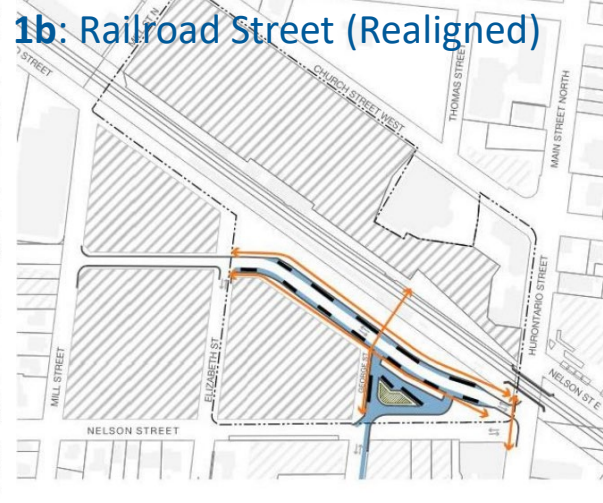 1b: Railroad Street (Realigned)
STREET
CHURCH STREET WEST
THOMAS STREET
MAIN STREET NORTH
HURONTARIO STREET
NELSON ST E
ELIZABETH ST
GEORGE ST
MILL STREET
NELSON STREET